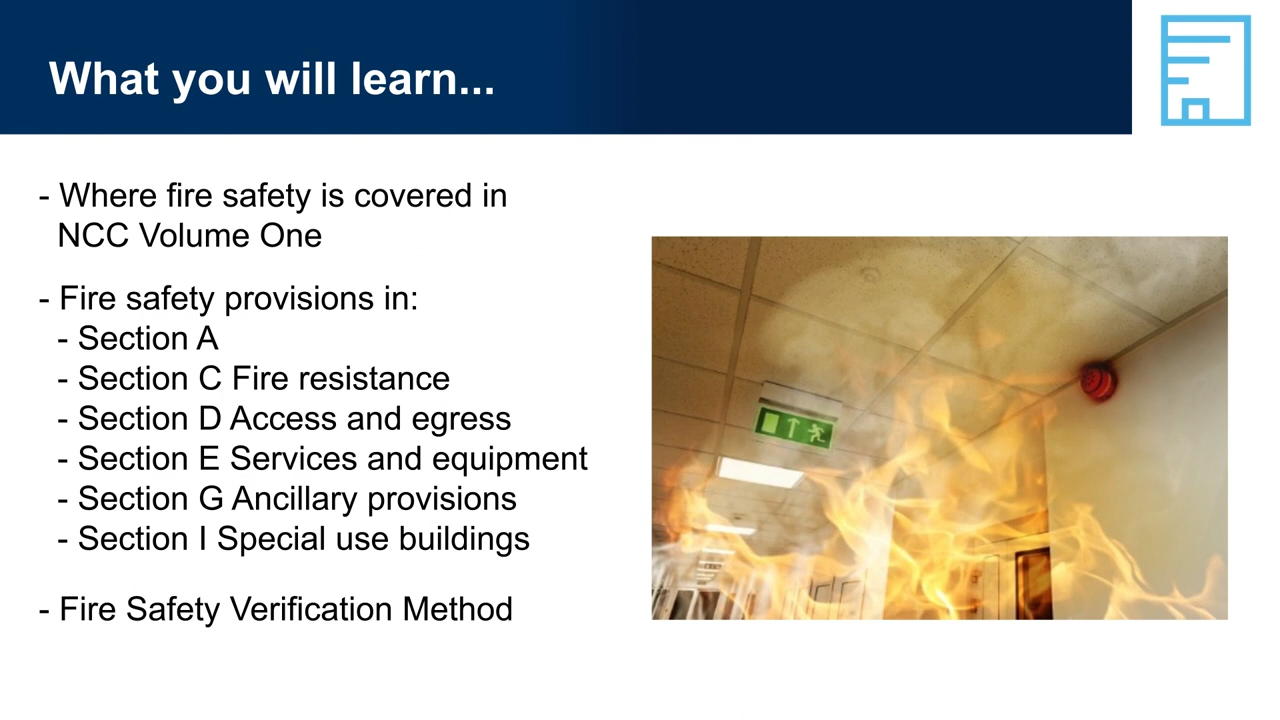 What you will learn...
- Where fire safety is covered in
NCC Volume One
- Fire safety provisions in:
- Section A
- Section C Fire resistance
- Section D Access and egress
- Section E Services and equipment
- Section G Ancillary provisions
- Section I Special use buildings
- Fire Safety Verification Method